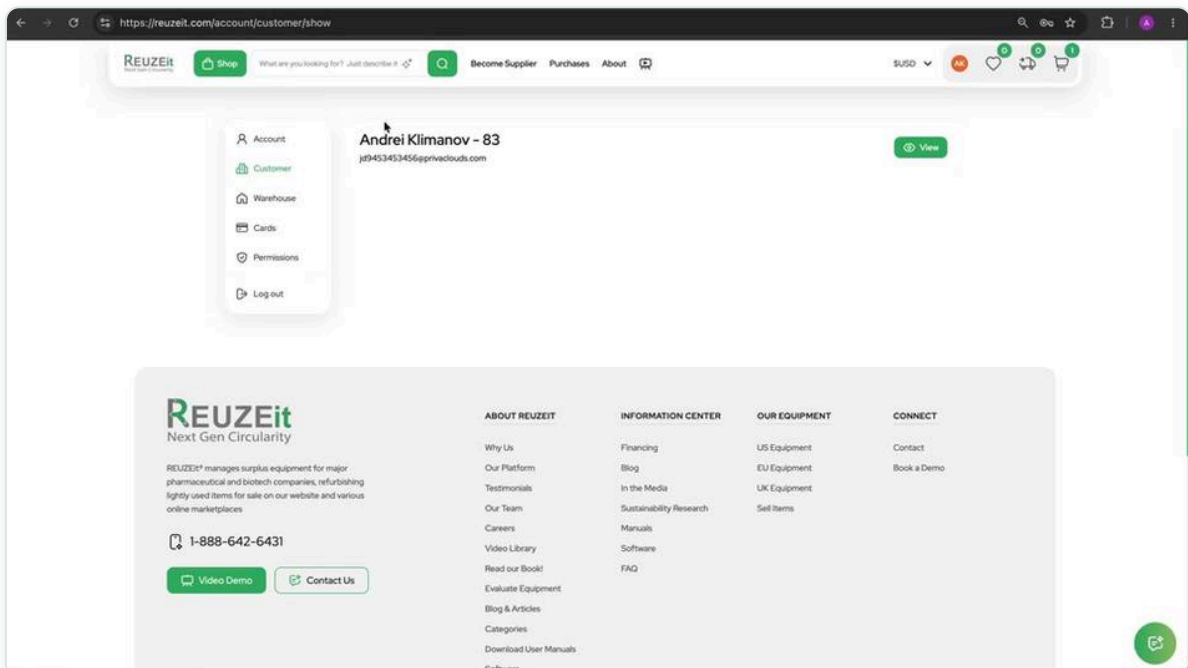 https://reuzeit.com/account/customer/show
REUZEit
Shop
What are you looking for? Just describe it
Become Supplier
Purchases
About
$USD
AK
0
0
1
A
Account
Customer
Warehouse
Cards
Permissions
Log out
Andrei Klimanov - 83
jd9453453456@privaclouds.com
View
REUZEit
Next Gen Circularity
REUZEit® manages surplus equipment for major
pharmaceutical and biotech companies, refurbishing
lightly used items for sale on our website and various
online marketplaces
1-888-642-6431
Video Demo
Contact Us
ABOUT REUZEIT
Why Us
Our Platform
Testimonials
Our Team
Careers
Video Library
Read our Book!
Evaluate Equipment
Blog & Articles
Categories
Download User Manuals
Software
INFORMATION CENTER
Financing
Blog
In the Media
Sustainability Research
Manuals
Software
FAQ
OUR EQUIPMENT
US Equipment
EU Equipment
UK Equipment
Sell Items
CONNECT
Contact
Book a Demo